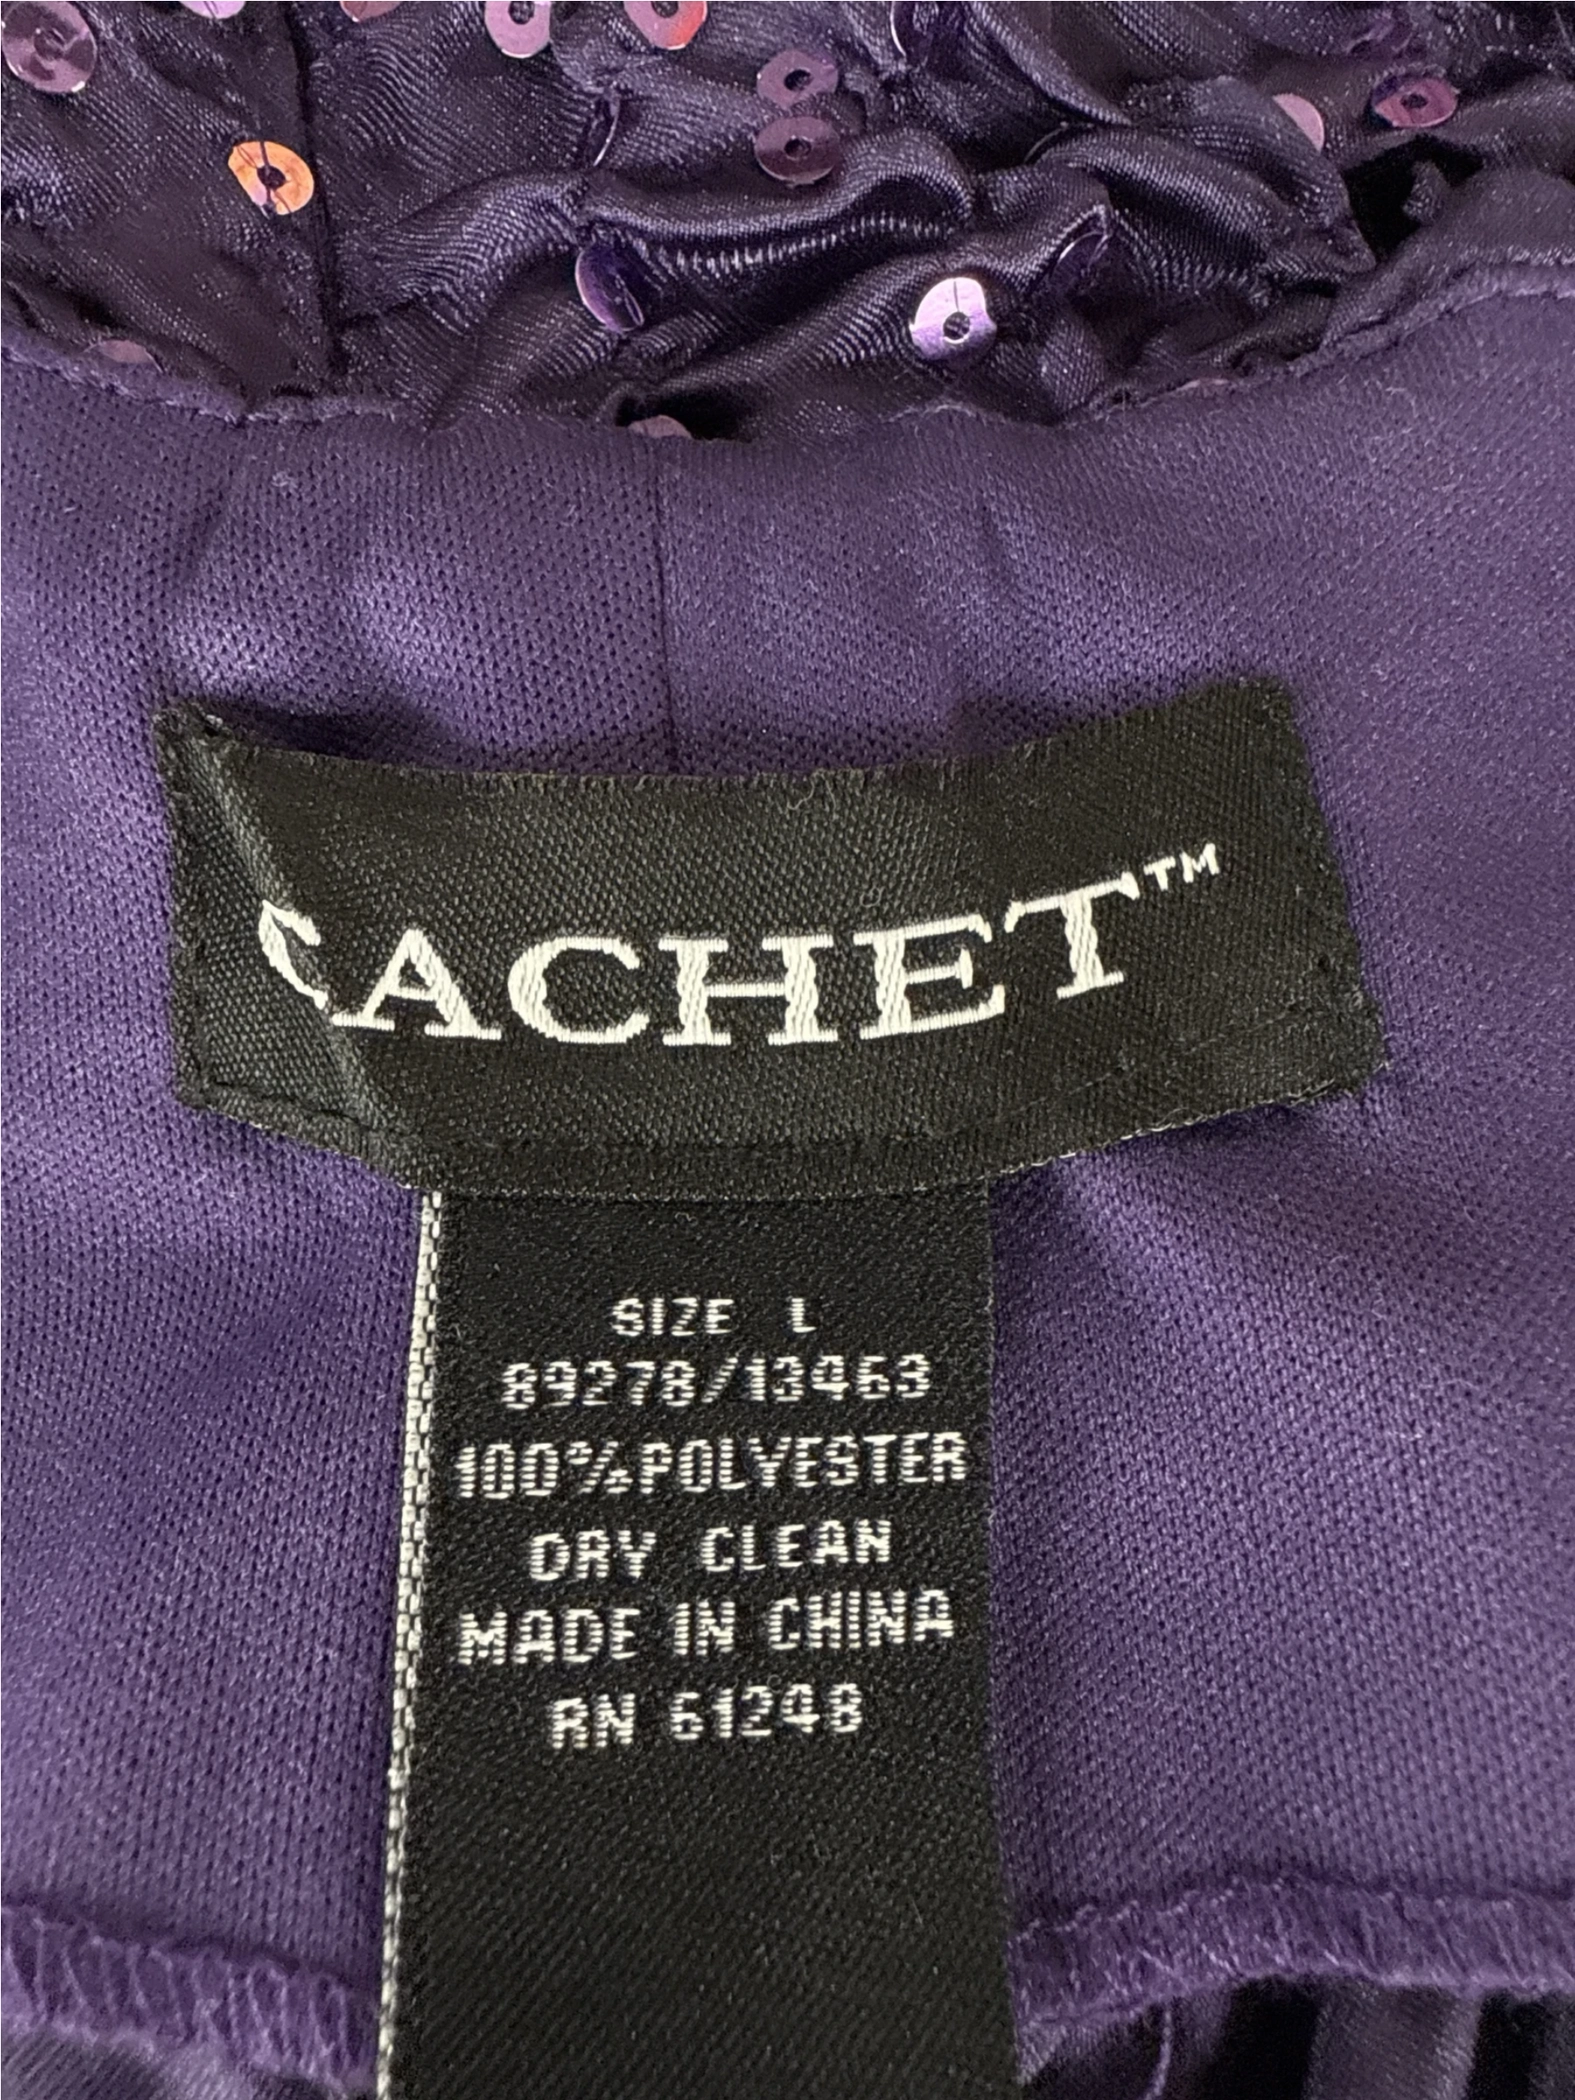 CACHET™
SIZE L
89278/13463
100%POLYESTER
DRY CLEAN
MADE IN CHINA
RN 61248